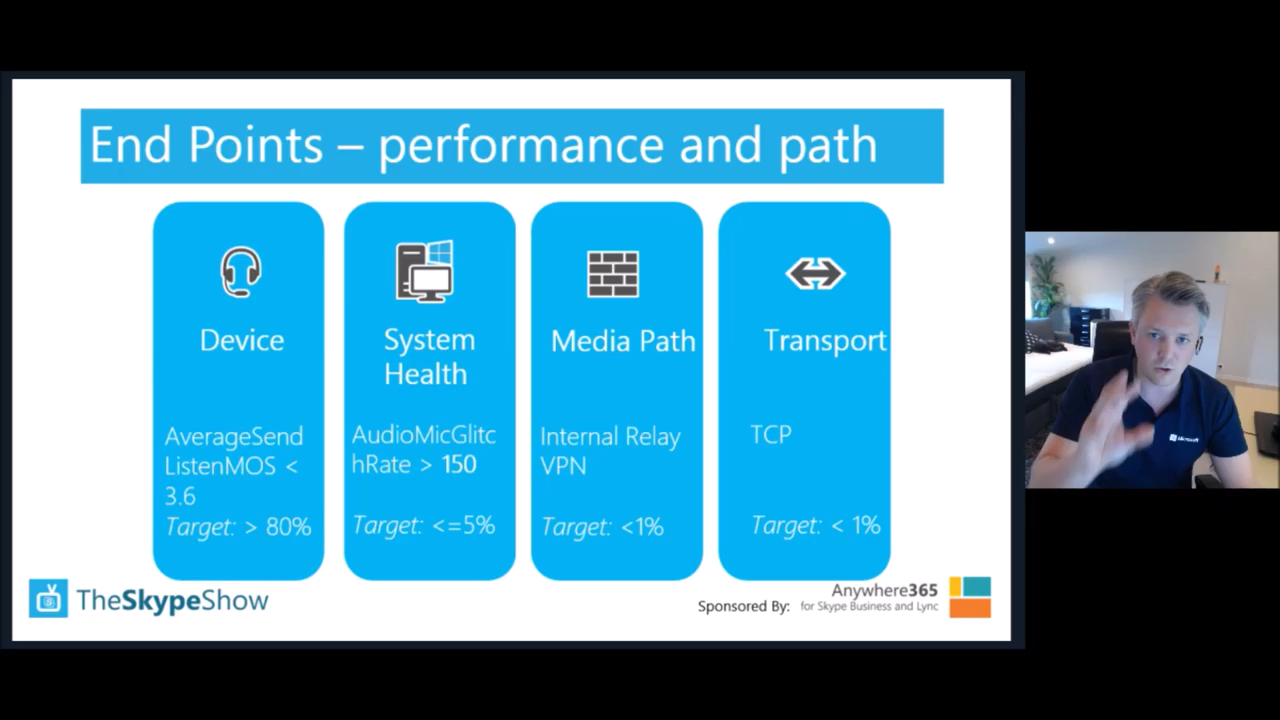 End Points – performance and path
Device
AverageSend
ListenMOS <
3.6
Target: > 80%
System
Health
AudioMicGlitc
hRate > 150
Target: <=5%
Media Path
Internal Relay
VPN
Target: <1%
Transport
TCP
Target: < 1%
TheSkypeShow
Sponsored By:
Anywhere365
for Skype Business and Lync
Microsoft